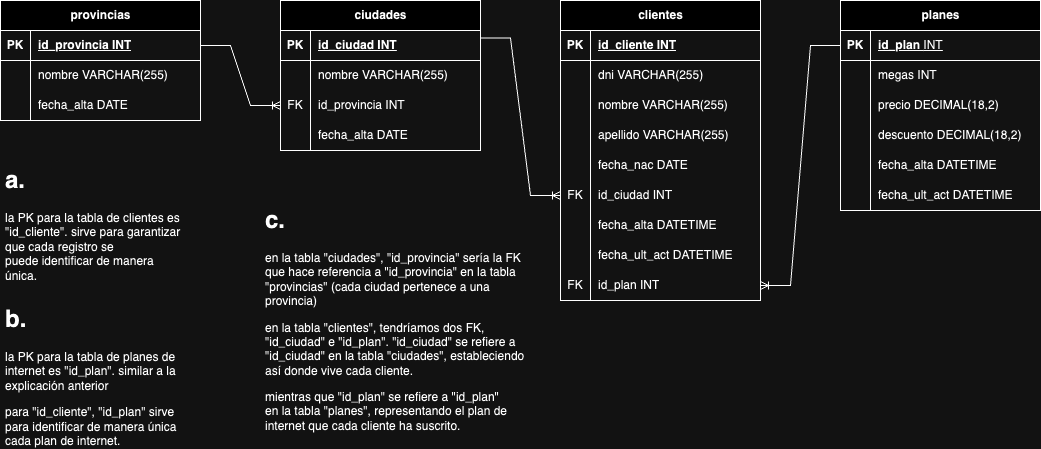 provincias
PK id_provincia INT
nombre VARCHAR(255)
fecha_alta DATE
ciudades
PK id_ciudad INT
nombre VARCHAR(255)
FK id_provincia INT
fecha_alta DATE
clientes
PK id_cliente INT
dni VARCHAR(255)
nombre VARCHAR(255)
apellido VARCHAR(255)
fecha_nac DATE
FK id_ciudad INT
fecha_alta DATETIME
fecha_ult_act DATETIME
FK id_plan INT
planes
PK id_plan INT
megas INT
precio DECIMAL(18,2)
descuento DECIMAL(18,2)
fecha_alta DATETIME
fecha_ult_act DATETIME
a.
la PK para la tabla de clientes es
"id_cliente". sirve para garantizar
que cada registro se
puede identificar de manera
única.
b.
la PK para la tabla de planes de
internet es "id_plan". similar a la
explicación anterior
para "id_cliente", "id_plan" sirve
para identificar de manera única
cada plan de internet.
c.
en la tabla "ciudades", "id_provincia" sería la FK
que hace referencia a "id_provincia" en la tabla
"provincias" (cada ciudad pertenece a una
provincia)
en la tabla "clientes", tendriamos dos FK,
"id_ciudad" e "id_plan". "id_ciudad" se refiere a
"id_ciudad" en la tabla "ciudades", estableciendo
así donde vive cada cliente.
mientras que "id_plan" se refiere a "id_plan"
en la tabla "planes", representando el plan de
internet que cada cliente ha suscrito.